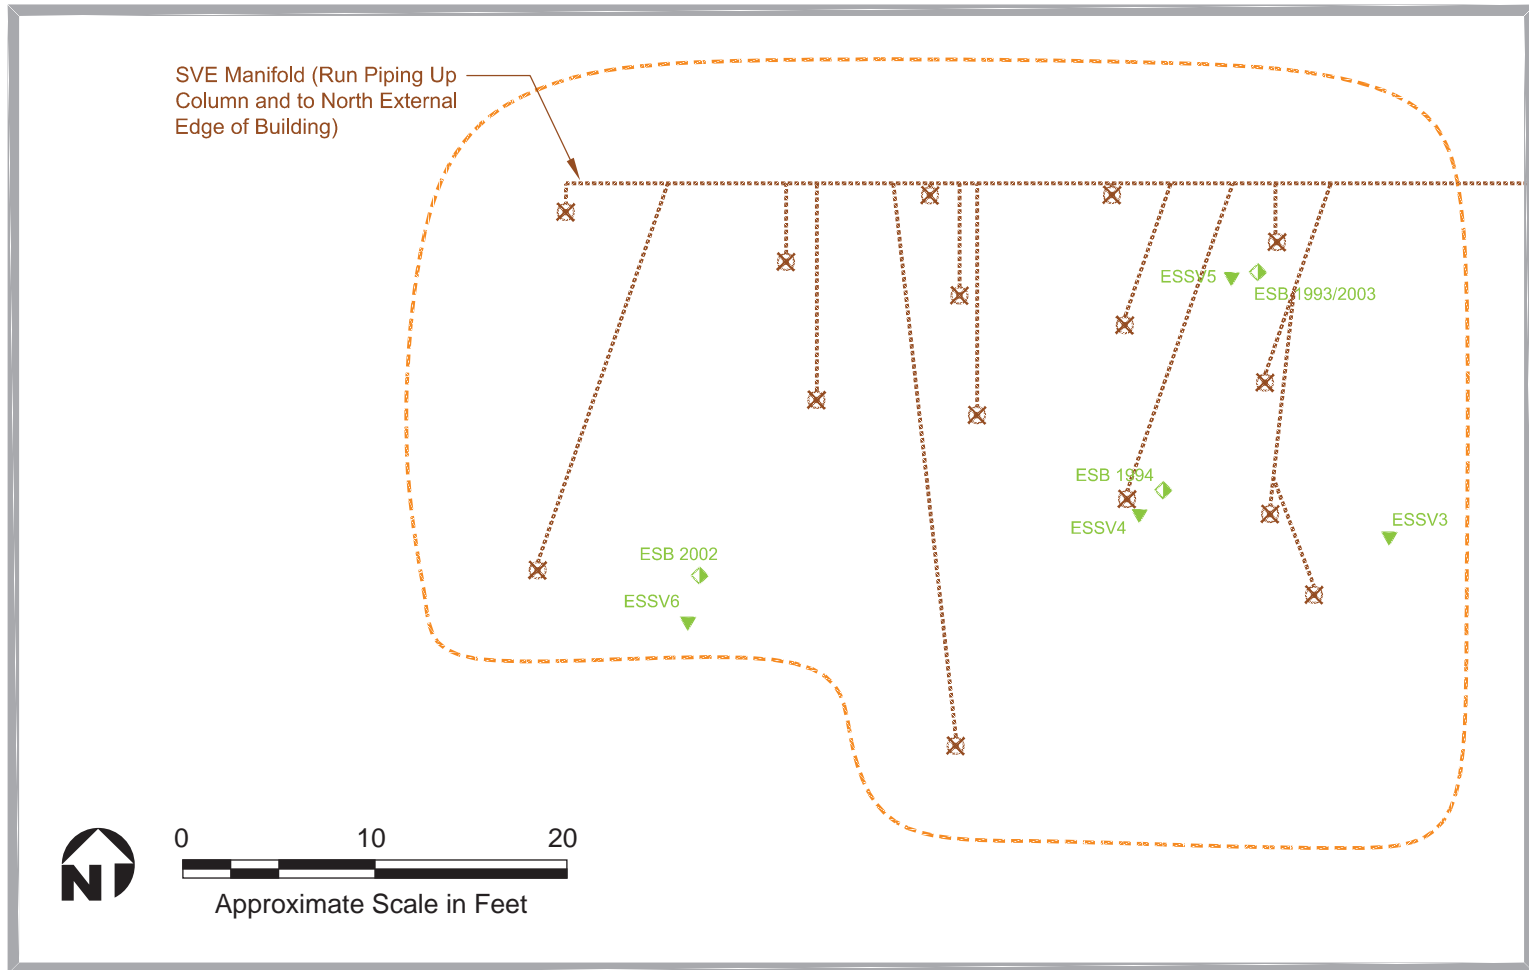 SVE Manifold (Run Piping Up
Column and to North External
Edge of Building)
ESSV5
ESB 1993/2003
ESB 1994
ESSV4
ESSV3
ESB 2002
ESSV6
0 10 20
N
Approximate Scale in Feet